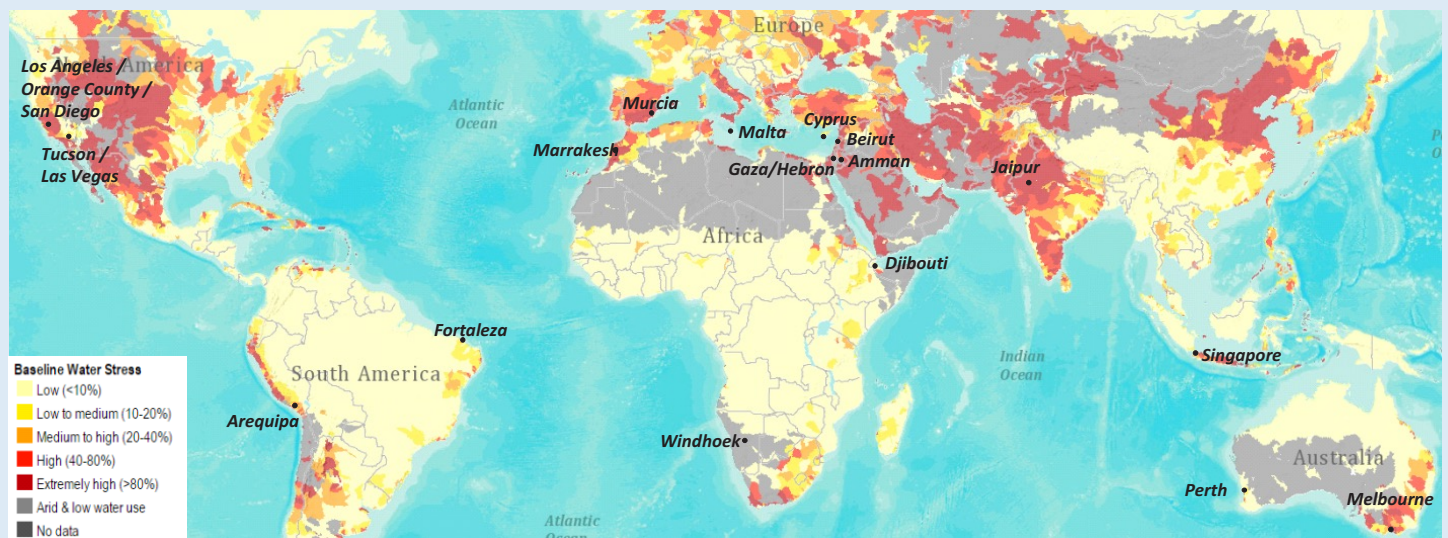 Europe
North America
Los Angeles /
Orange County /
San Diego
Atlantic
Ocean
Murcia
Malta
Cyprus
Beirut
Marrakesh
Amman
Gaza/Hebron
Jaipur
Tucson /
Las Vegas
Africa
Djibouti
Fortaleza
Indian
Ocean
Singapore
South America
Baseline Water Stress
Low (<10%)
Low to medium (10-20%)
Medium to high (20-40%)
High (40-80%)
Extremely high (>80%)
Arid & low water use
No data
Arequipa
Windhoek
Australia
Perth
Melbourne
Atlantic